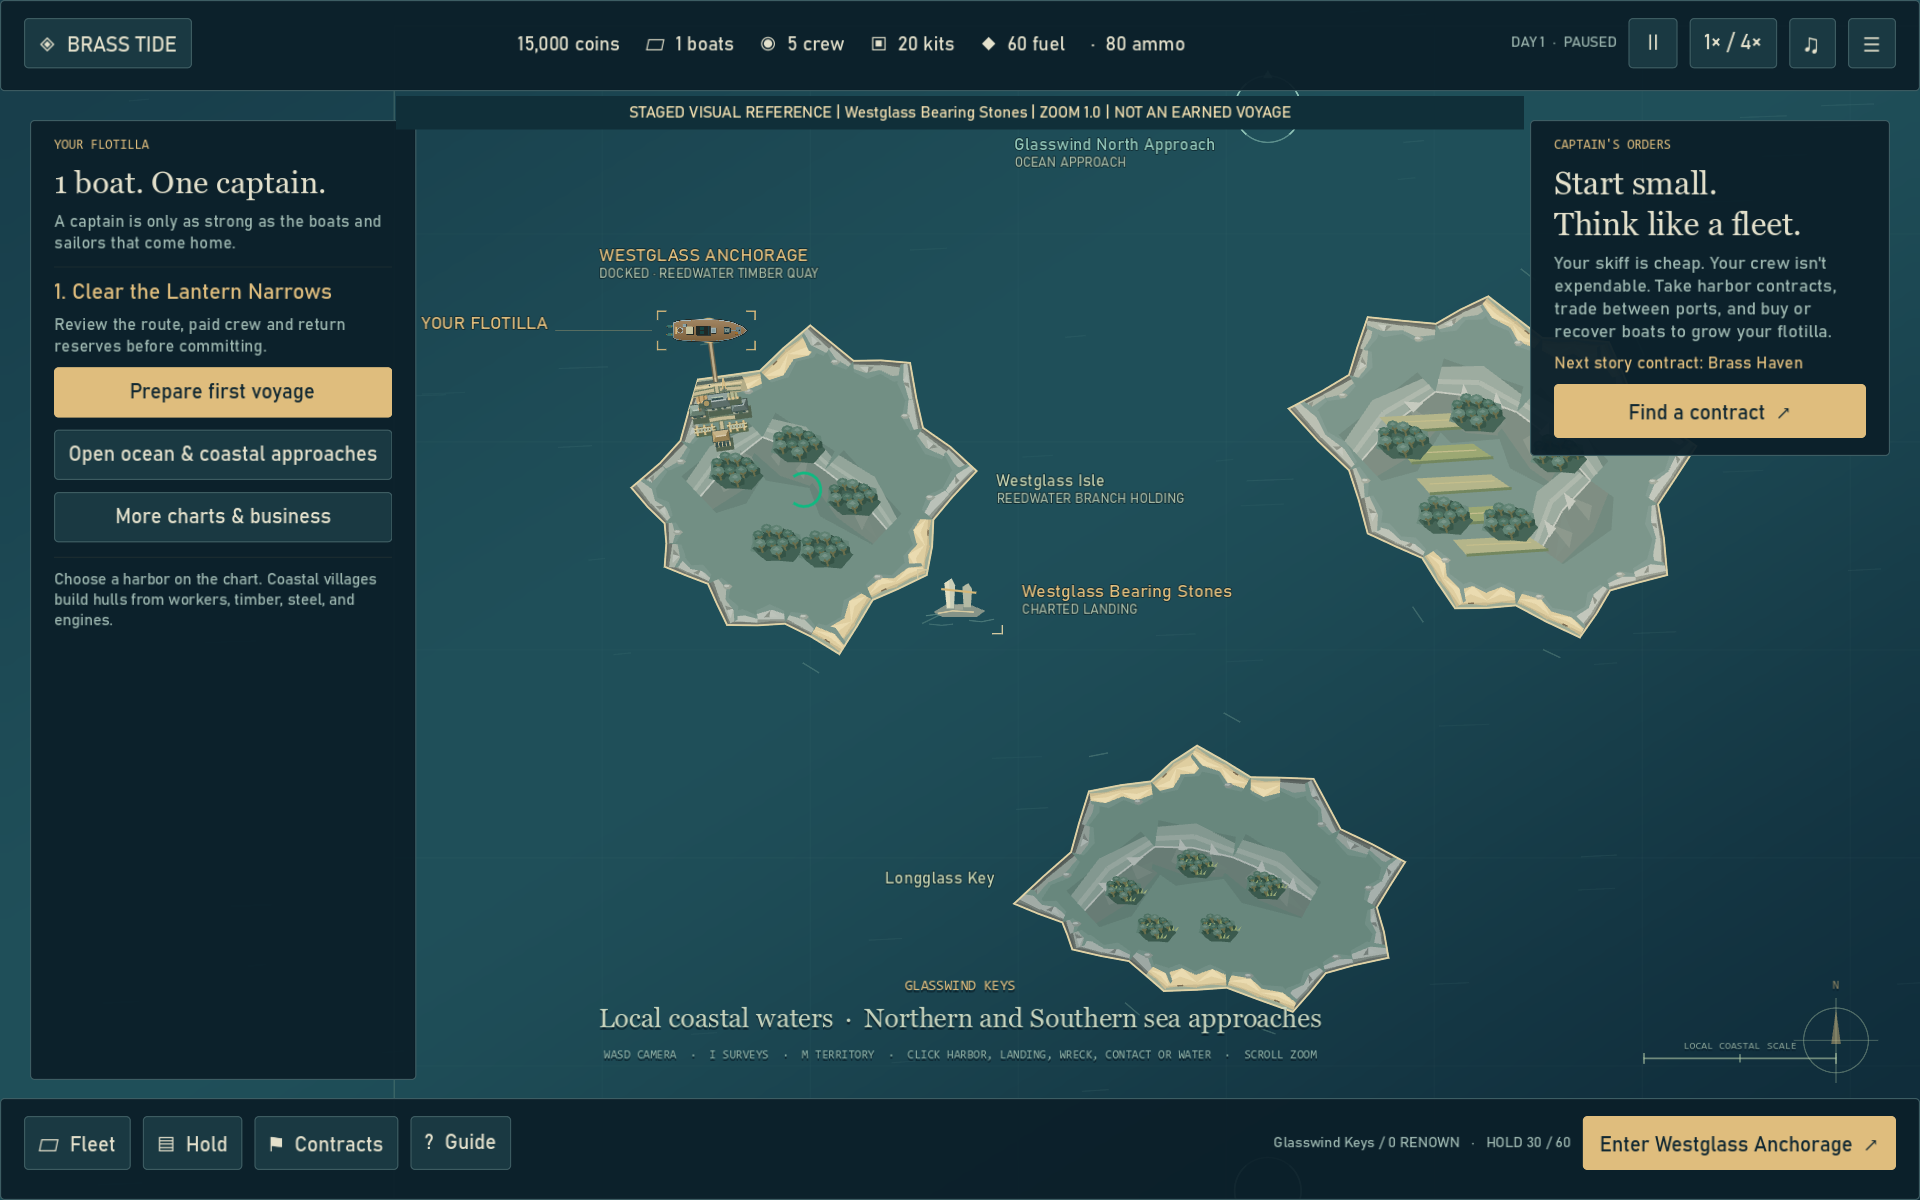 BRASS TIDE
15,000 coins
1 boats
5 crew
20 kits
60 fuel
· 80 ammo
DAY 1 · PAUSED
1× / 4×
STAGED VISUAL REFERENCE | Westglass Bearing Stones | ZOOM 1.0 | NOT AN EARNED VOYAGE
YOUR FLOTILLA
1 boat. One captain.
A captain is only as strong as the boats and
sailors that come home.
1. Clear the Lantern Narrows
Review the route, paid crew and return
reserves before committing.
Prepare first voyage
Open ocean & coastal approaches
More charts & business
Choose a harbor on the chart. Coastal villages
build hulls from workers, timber, steel, and
engines.
Glasswind North Approach
OCEAN APPROACH
WESTGLASS ANCHORAGE
DOCKED · REEDWATER TIMBER QUAY
YOUR FLOTILLA
Westglass Isle
REEDWATER BRANCH HOLDING
Westglass Bearing Stones
CHARTED LANDING
Longglass Key
CAPTAIN'S ORDERS
Start small.
Think like a fleet.
Your skiff is cheap. Your crew isn't
expendable. Take harbor contracts,
trade between ports, and buy or
recover boats to grow your flotilla.
Next story contract: Brass Haven
Find a contract ↗
GLASSWIND KEYS
Local coastal waters · Northern and Southern sea approaches
WASD CAMERA · I SURVEYS · M TERRITORY · CLICK HARBOR, LANDING, WRECK, CONTACT OR WATER · SCROLL ZOOM
N
LOCAL COASTAL SCALE
Fleet
Hold
Contracts
? Guide
Glasswind Keys / 0 RENOWN · HOLD 30 / 60
Enter Westglass Anchorage ↗